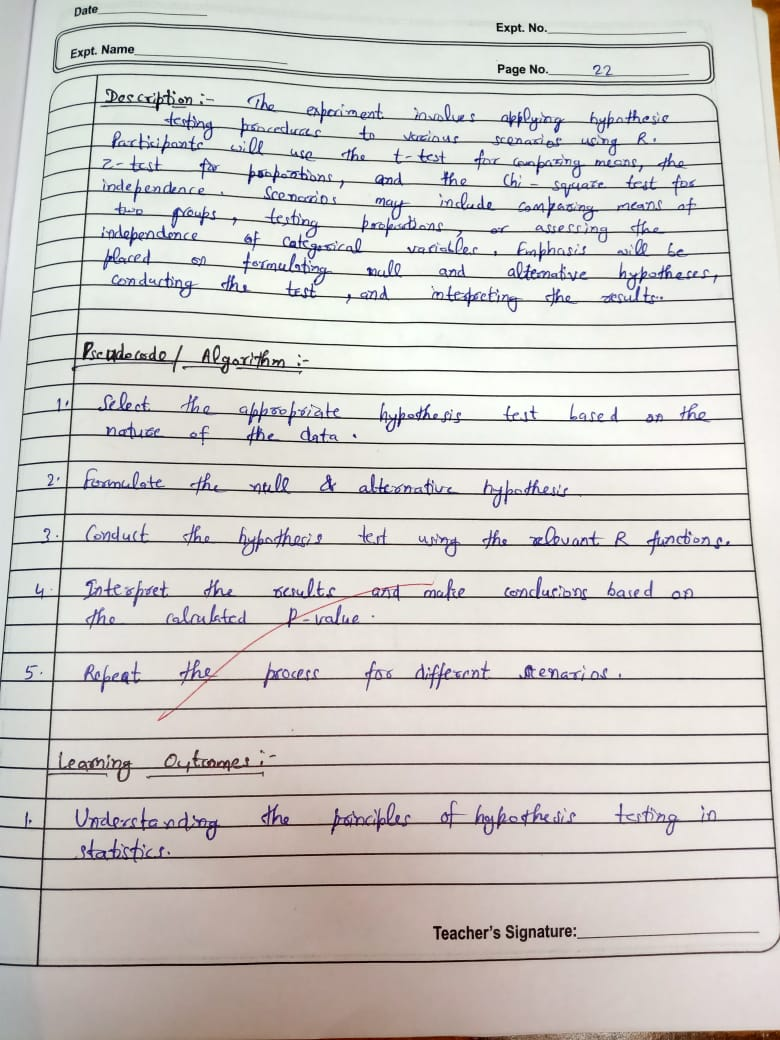 Date
Expt. No.
Expt. Name
Page No. 22
Description :- The experiment involves applying hypothesis
testing procedures to various scenarios using R.
Participants will use the t-test for comparing means, the
z-test for proportions, and the Chi-square test for
independence. Scenarios may include comparing means of
two groups, testing proportions, or assessing the
independence of categorical variables. Emphasis will be
placed on formulating null and alternative hypotheses,
conducting the test, and interpreting the results.
Pseudocode/ Algorithm :-
1. Select the appropriate hypothesis test based on the
nature of the data.
2. Formulate the null & alternative hypothesis.
3. Conduct the hypothesis test using the relevant R functions.
4. Interpret the results and make conclusions based on
the calculated P-value.
5. Repeat the process for different scenarios.
Learning Outcomes :-
1. Understanding the principles of hypothesis testing in
statistics.
Teacher's Signature: